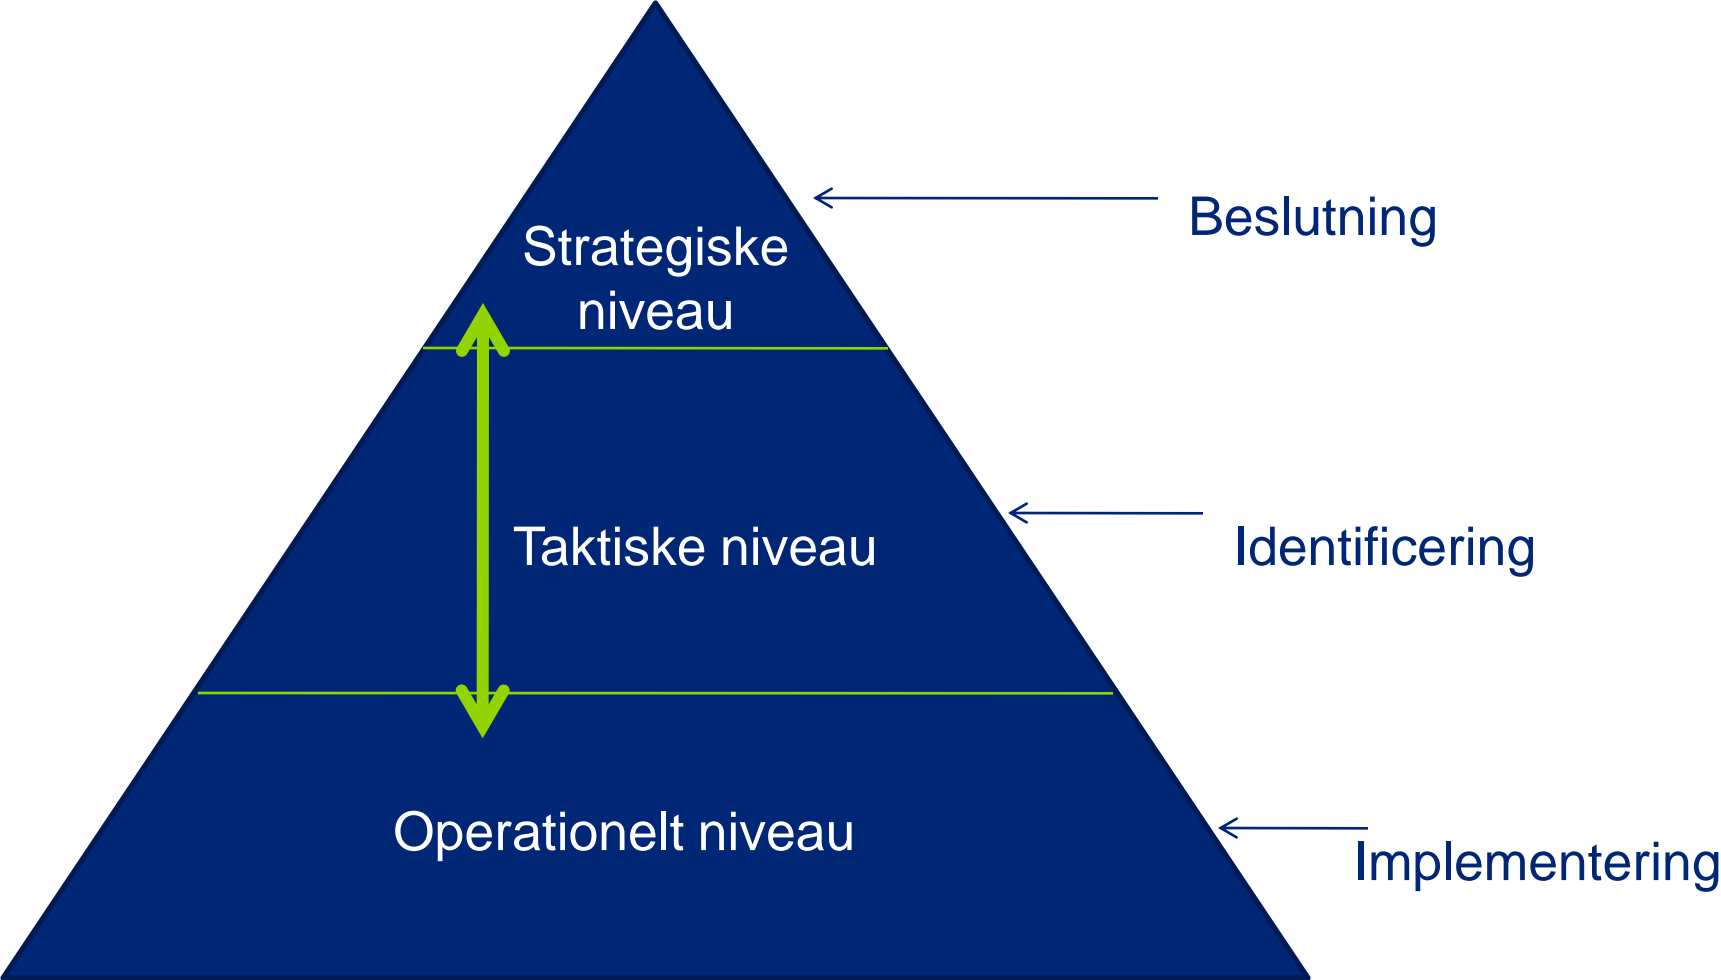 Beslutning
Strategiske
niveau
Taktiske niveau
Identificering
Operationelt niveau
Implementering